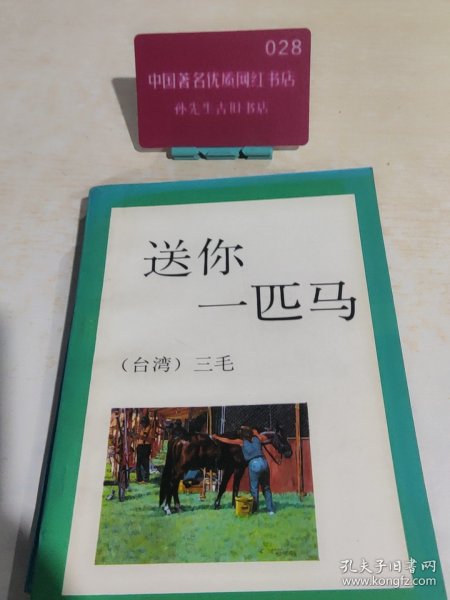 028
中国著名优质网红书店
孙先生古旧书店
送你
一匹马
（台湾）三毛
孔夫子旧书网
www.kongfz.com